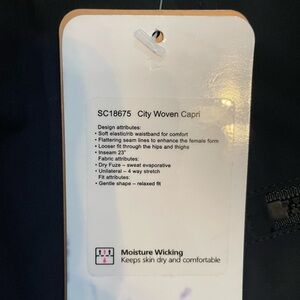 SC18675 City Woven Capri
Design attributes:
• Soft elastic/rib waistband for comfort
• Flattering seam lines to enhance the female form
• Looser fit through the hips and thighs
• Inseam 23"
Fabric attributes:
• Dry Fuze – sweat evaporative
• Unilateral – 4 way stretch
Fit attributes:
• Gentle shape – relaxed fit
Moisture Wicking
Keeps skin dry and comfortable